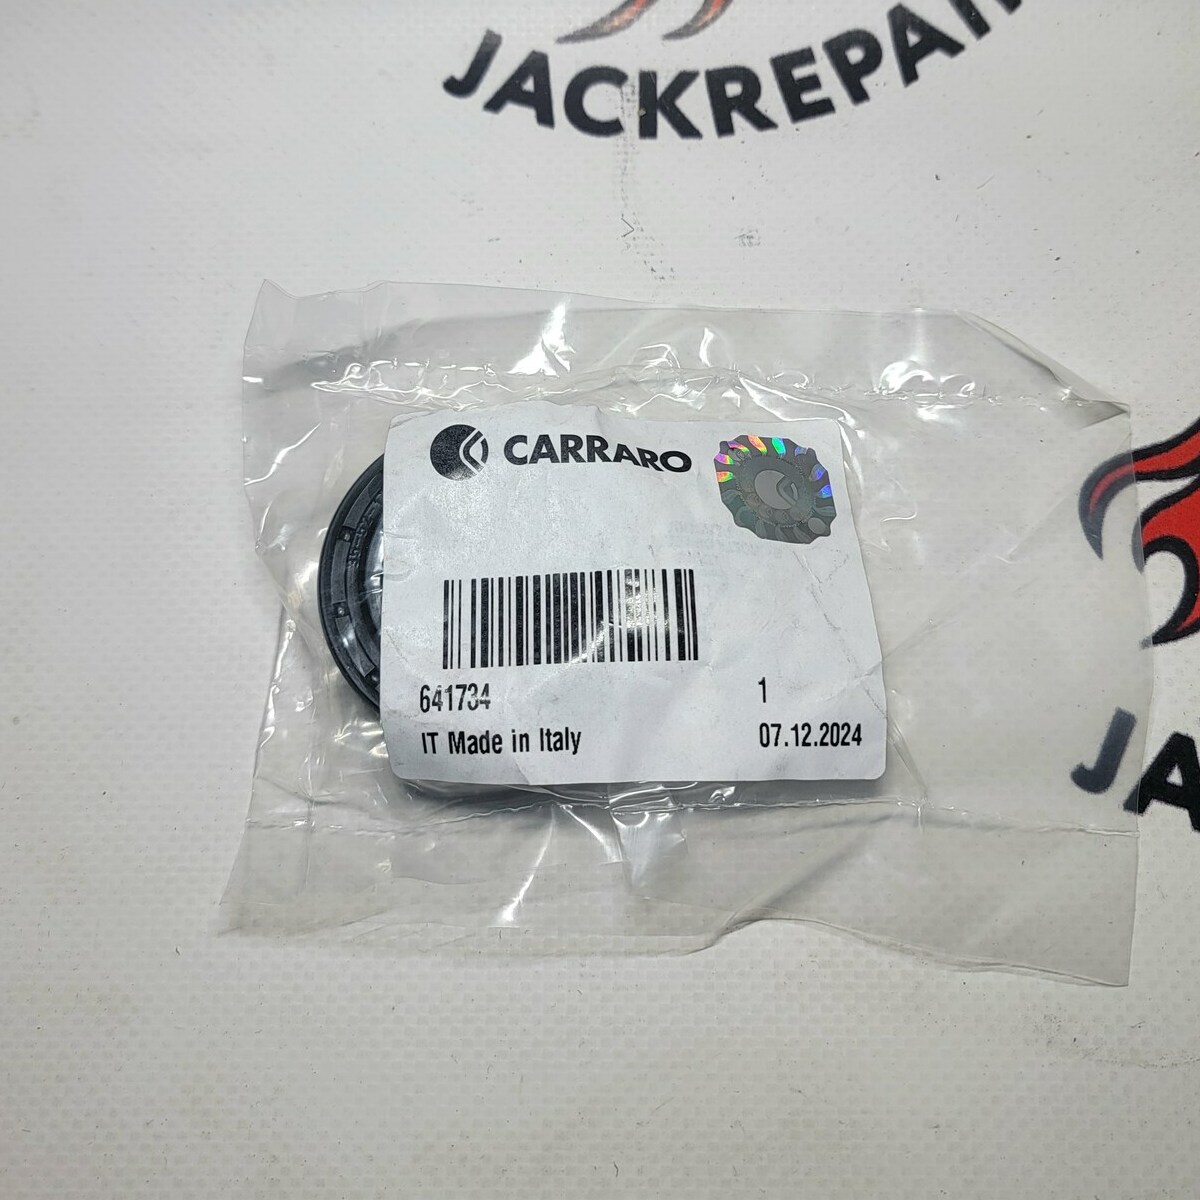 JACKREPAI
CARRARO
641734
1
IT Made in Italy
07.12.2024
JA